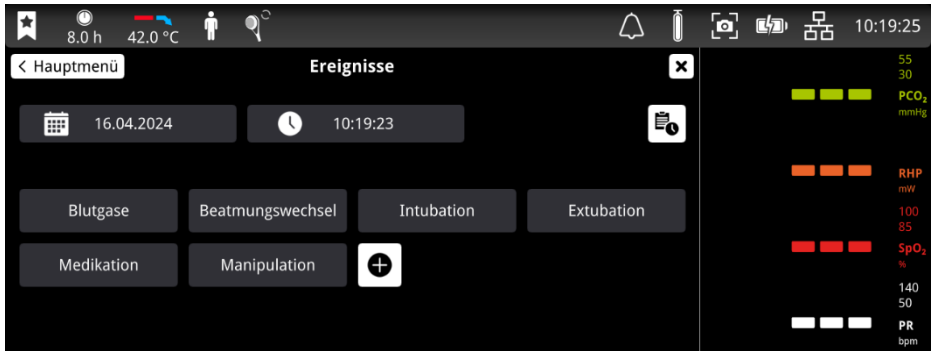 8.0 h
42.0 °C
10:19:25
< Hauptmenü
Ereignisse
16.04.2024
10:19:23
Blutgase
Beatmungswechsel
Intubation
Extubation
Medikation
Manipulation
55
30
PCO₂
mmHg
RHP
mW
100
85
SpO₂
%
140
50
PR
bpm